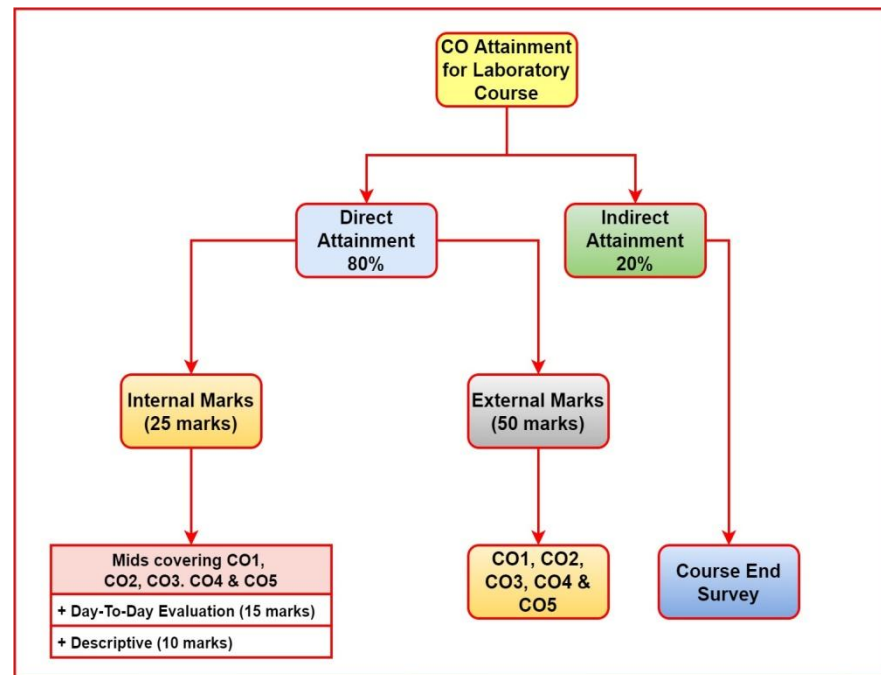 CO Attainment
for Laboratory
Course
Direct
Attainment
80%
Indirect
Attainment
20%
Internal Marks
(25 marks)
External Marks
(50 marks)
Mids covering CO1,
CO2, CO3. CO4 & CO5
+ Day-To-Day Evaluation (15 marks)
+ Descriptive (10 marks)
CO1, CO2,
CO3, CO4 &
CO5
Course End
Survey